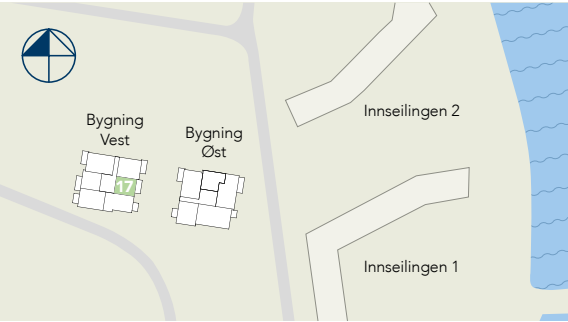 Innseilingen 2
Bygning
Vest
Bygning
Øst
17
Innseilingen 1